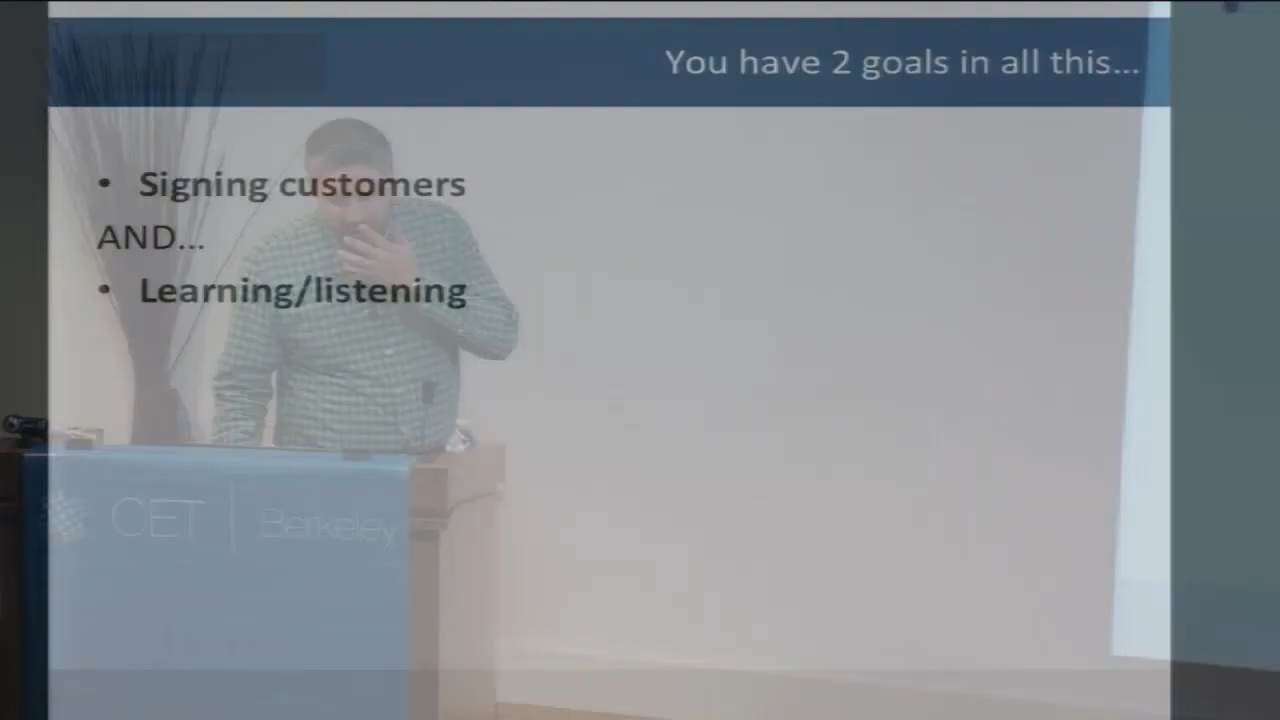 You have 2 goals in all this...
• Signing customers
AND...
• Learning/listening
CET | Berkeley